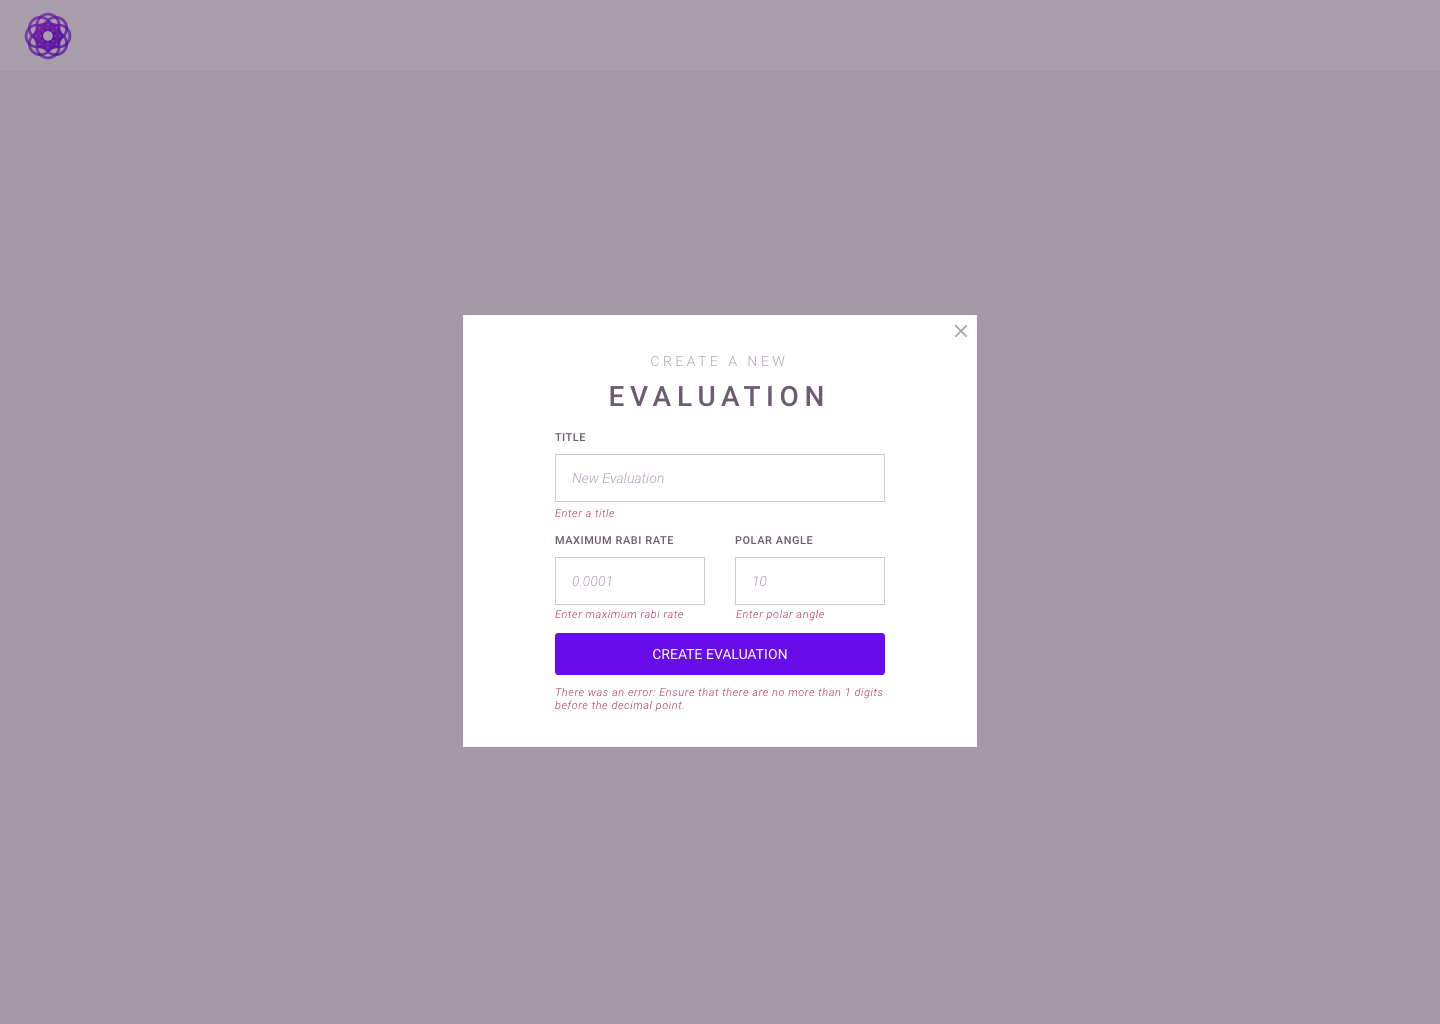 CREATE A NEW
EVALUATION
TITLE
New Evaluation
Enter a title
MAXIMUM RABI RATE
POLAR ANGLE
0.0001
10
Enter maximum rabi rate
Enter polar angle
CREATE EVALUATION
There was an error: Ensure that there are no more than 1 digits
before the decimal point.